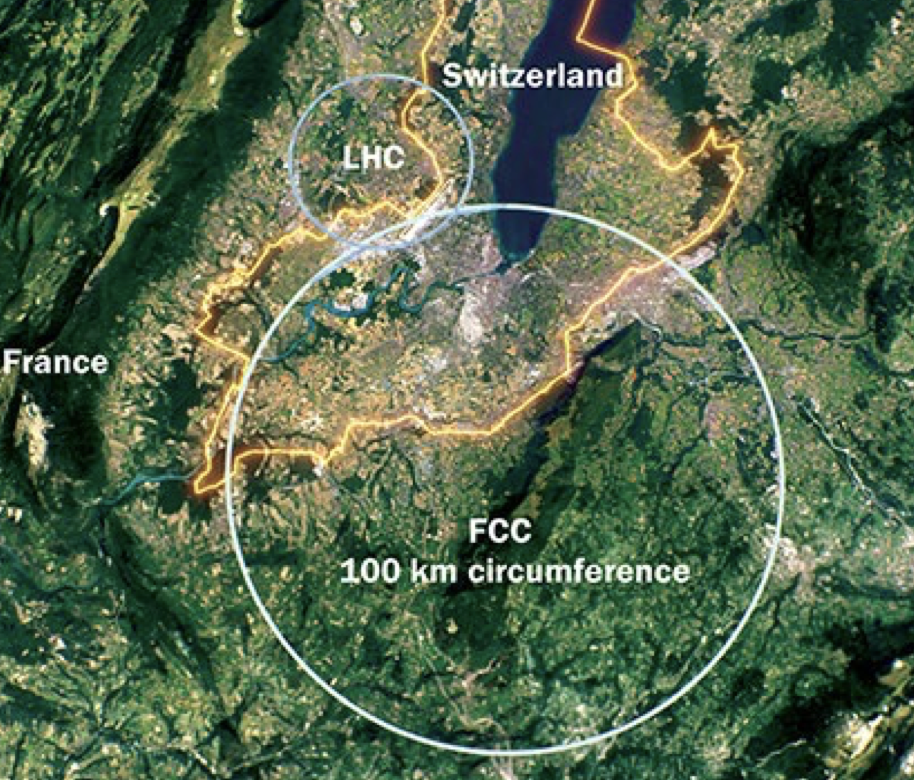 Switzerland
LHC
France
FCC
100 km circumference